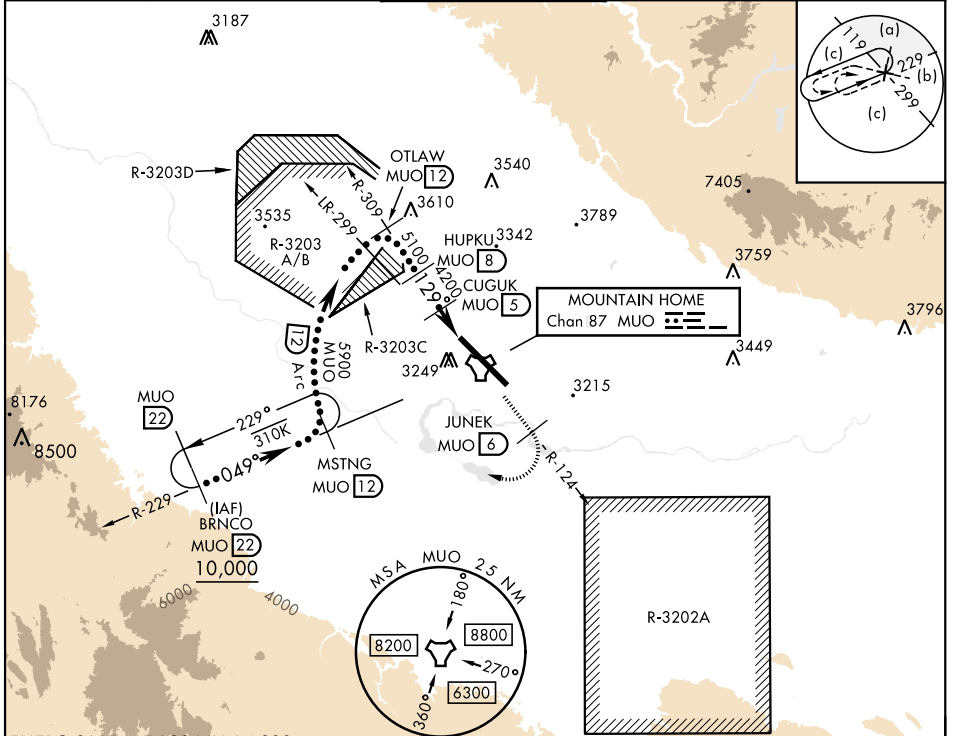 3187
(a)
119
(c)
229
(b)
299
(c)
R-3203D
OTLAW
MUO 12
3540
7405
R-309
LR-299
3610
3535
R-3203
A/B
3789
HUPKU
3342
MUO 8
5100
4200
129°
3759
CUGUK
MUO 5
MOUNTAIN HOME
Chan 87 MUO
3796
12 Arc
5900
MUO
R-3203C
3249
3449
3215
8176
8500
MUO
22
229°
310K
049°
MSTNG
MUO 12
JUNEK
MUO 6
R-124
R-229
(IAF)
BRNCO
MUO 22
10,000
6000
4000
MSA MUO 25 NM
180°
8200
8800
270°
6300
360°
R-3202A